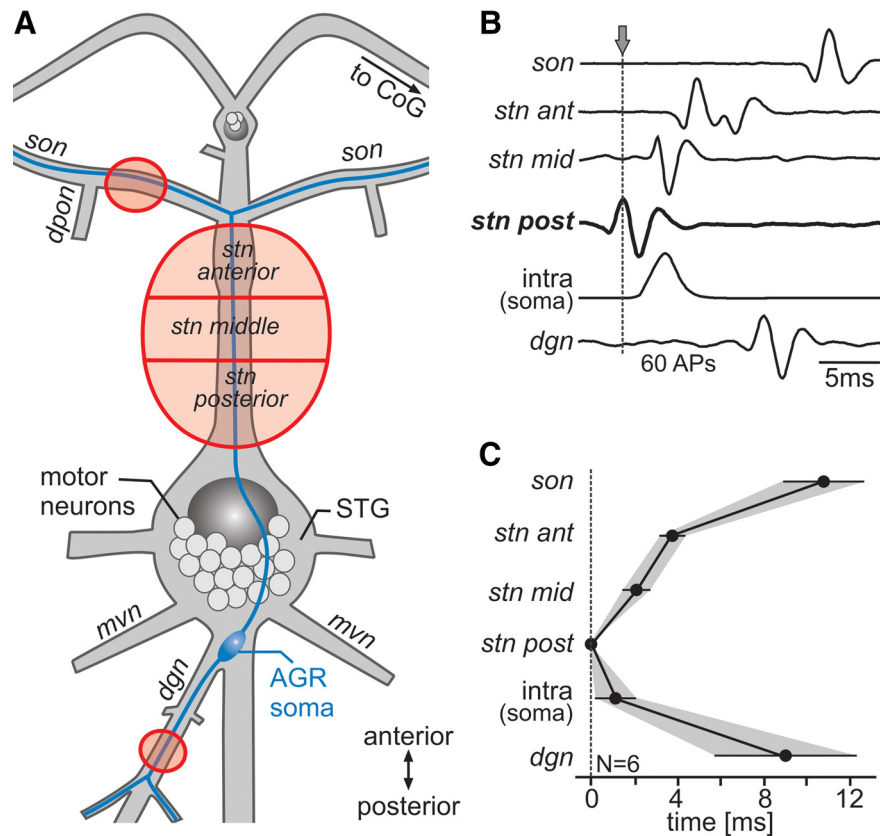 A
to CoG
son
son
dpon
stn
anterior
stn middle
stn
posterior
motor
neurons
STG
mvn
mvn
dgn
AGR
soma
anterior
posterior
B
son
stn ant
stn mid
stn post
intra
(soma)
dgn
60 APs
5ms
C
son
stn ant
stn mid
stn post
intra
(soma)
dgn
N=6
0 4 8 12
time [ms]